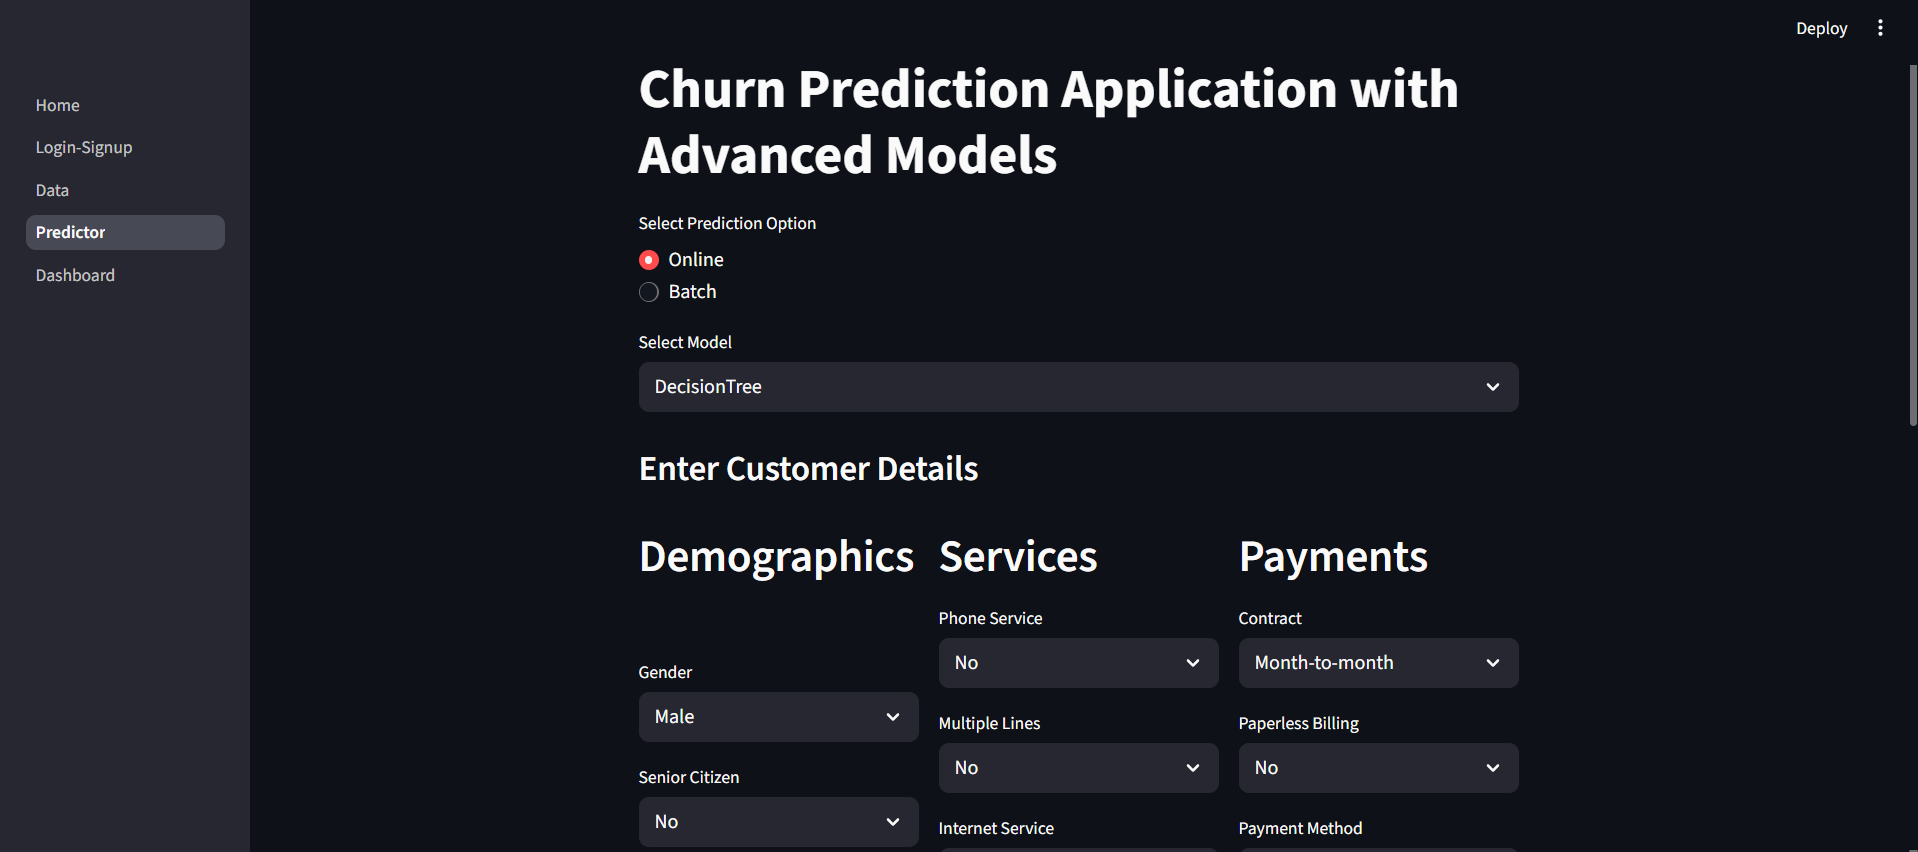 Deploy
Home
Login-Signup
Data
Predictor
Dashboard
Churn Prediction Application with
Advanced Models
Select Prediction Option
Online
Batch
Select Model
DecisionTree
Enter Customer Details
Demographics
Gender
Male
Senior Citizen
No
Services
Phone Service
No
Multiple Lines
No
Internet Service
Payments
Contract
Month-to-month
Paperless Billing
No
Payment Method